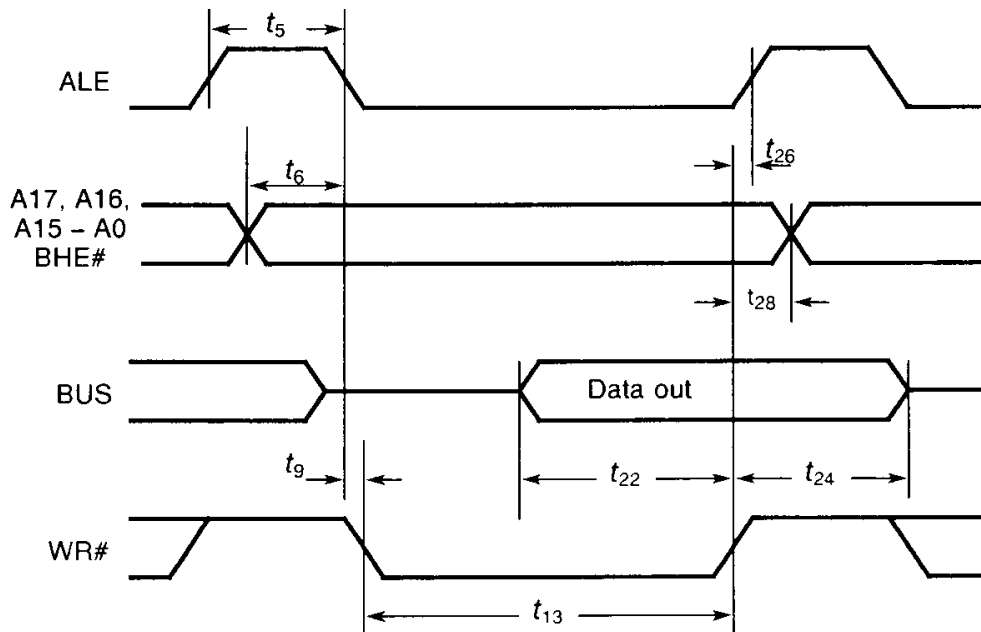 t5
ALE
t26
t6
A17, A16,
A15 – A0
BHE#
t28
BUS
Data out
t9
t22
t24
WR#
t13